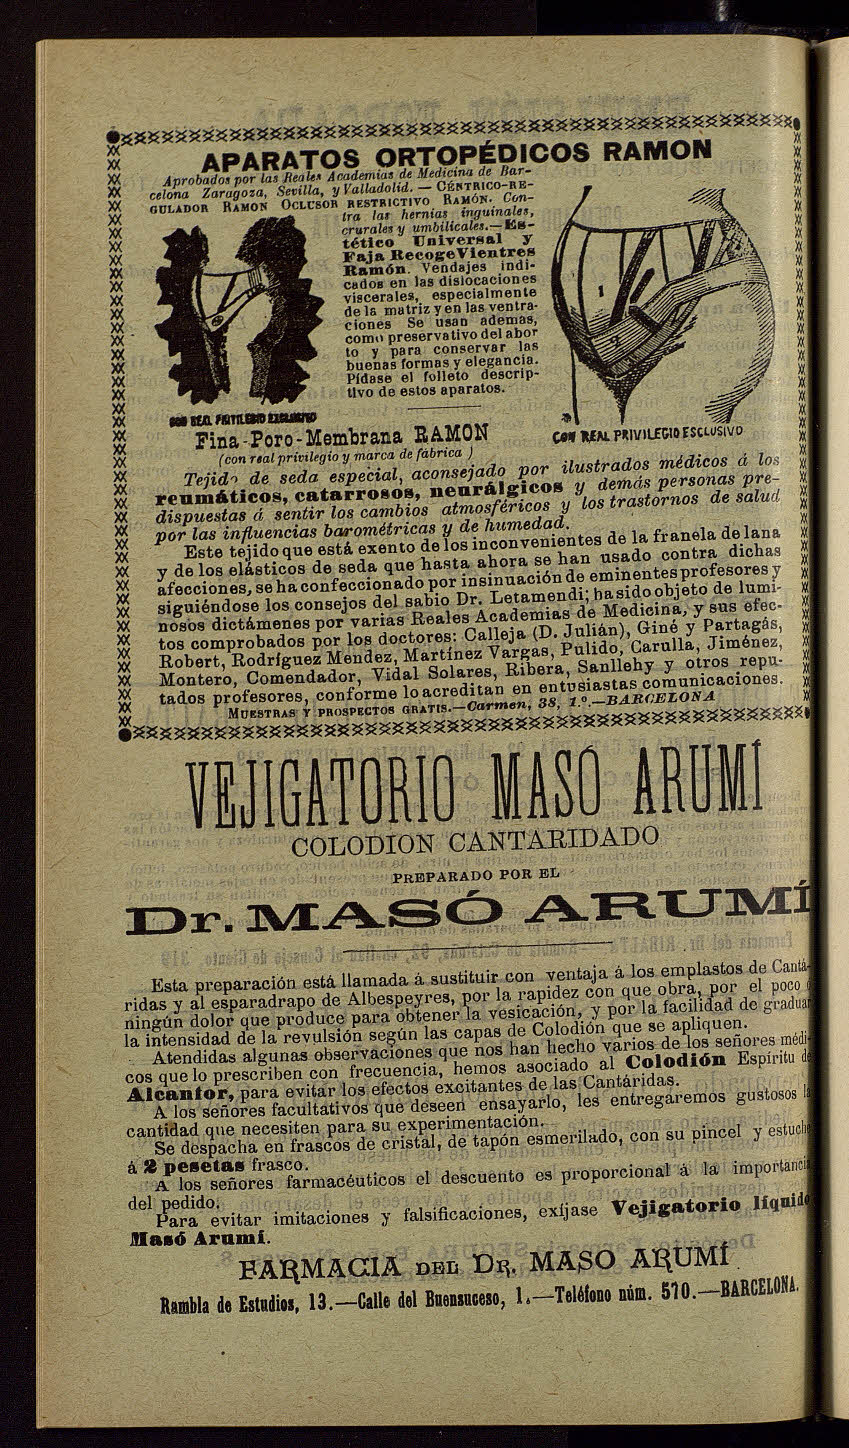 APARATOS ORTOPÉDICOS RAMON
Aprobados por las Reales Academias de Medicina de Bar-
celona Zaragoza, Sevilla, y Valladolid. — CÉNTRICO-RE-
GULADOR RAMON OCLUSOR RESTRICTIVO RAMÓN. Con-
tra las hernias inguinales,
crurales y umbilicales.—Es-
tético Universal y
Faja RecogeVientres
Ramón. Vendajes indi-
cados en las dislocaciones
viscerales, especialmente
de la matriz y en las ventra-
ciones Se usan ademas,
como preservativo del abor
to y para conservar las
buenas formas y elegancia.
Pídase el folleto descrip-
tivo de estos aparatos.
CON REAL PRIVILEGIO EXCLUSIVO
1
2
CON REAL PRIVILEGIO ESCLUSIVO
Fina-Poro-Membrana RAMON
(con real privilegio y marca de fábrica)
Tejido de seda especial, aconsejado por ilustrados médicos á los
reumáticos, catarrosos, neurálgicos y demás personas pre-
dispuestas á sentir los cambios atmosféricos y los trastornos de salud
por las influencias barométricas y de humedad.
Este tejido que está exento de los inconvenientes de la franela de lana
y de los elásticos de seda que hasta ahora se han usado contra dichas
afecciones, se ha confeccionado por insinuación de eminentes profesores y
siguiéndose los consejos del sabio Dr. Letamendi; ha sido objeto de lumi-
nosos dictámenes por varias Reales Academias de Medicina, y sus efec-
tos comprobados por los doctores: Calleja (D. Julián), Giné y Partagás,
Robert, Rodríguez Mendez, Martínez Vargas, Pulido, Carulla, Jiménez,
Montero, Comendador, Vidal Solares, Ribera, Sanllehy y otros repu-
tados profesores, conforme lo acreditan en entusiastas comunicaciones.
MUESTRAS Y PROSPECTOS GRATIS.—Carmen, 38, 1.º—BARCELONA
VEJIGATORIO MASÓ ARUMÍ
COLODION CANTARIDADO
PREPARADO POR EL
Dr. MASÓ ARUMÍ
Esta preparación está llamada á sustituir con ventaja á los emplastos de Cantá-
ridas y al esparadrapo de Albespeyres, por la rapidez con que obra, por el poco ó
ningún dolor que produce para obtener la vesicación, y por la facilidad de graduar
la intensidad de la revulsión según las capas de Colodión que se apliquen.
Atendidas algunas observaciones que nos han hecho varios de los señores médi-
cos que lo prescriben con frecuencia, hemos asociado al Colodión Espíritu de
Alcanfor, para evitar los efectos excitantes de las Cantáridas.
A los señores facultativos que deseen ensayarlo, les entregaremos gustosos la
cantidad que necesiten para su experimentación.
Se despacha en frascos de cristal, de tapón esmerilado, con su pincel y estuche
á 2 pesetas frasco.
A los señores farmacéuticos el descuento es proporcional á la importancia
del pedido.
Para evitar imitaciones y falsificaciones, exíjase Vejigatorio líquido
Masó Arumí.
FARMACIA DEL DR. MASO ARUMÍ
Rambla de Estudios, 13.—Calle del Buensuceso, 1.—Teléfono núm. 570.—BARCELONA.